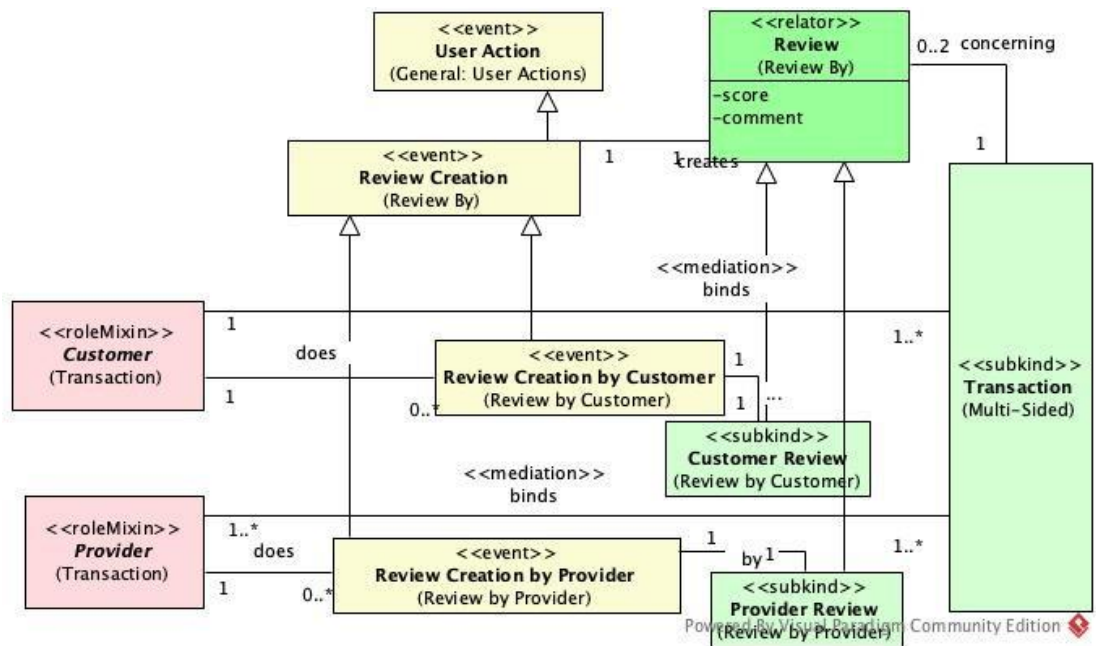 <<event>>
User Action
(General: User Actions)
<<relator>>
Review
(Review By)
-score
-comment
0..2
concerning
1
<<event>>
Review Creation
(Review By)
1
1
creates
<<mediation>>
binds
<<roleMixin>>
Customer
(Transaction)
1
1..*
does
1
0..*
<<event>>
Review Creation by Customer
(Review by Customer)
1
1
...
<<subkind>>
Customer Review
(Review by Customer)
<<subkind>>
Transaction
(Multi-Sided)
<<mediation>>
binds
<<roleMixin>>
Provider
(Transaction)
1..*
1..*
does
1
0..*
<<event>>
Review Creation by Provider
(Review by Provider)
1
by
1
<<subkind>>
Provider Review
(Review by Provider)
Powered By Visual Paradigm Community Edition